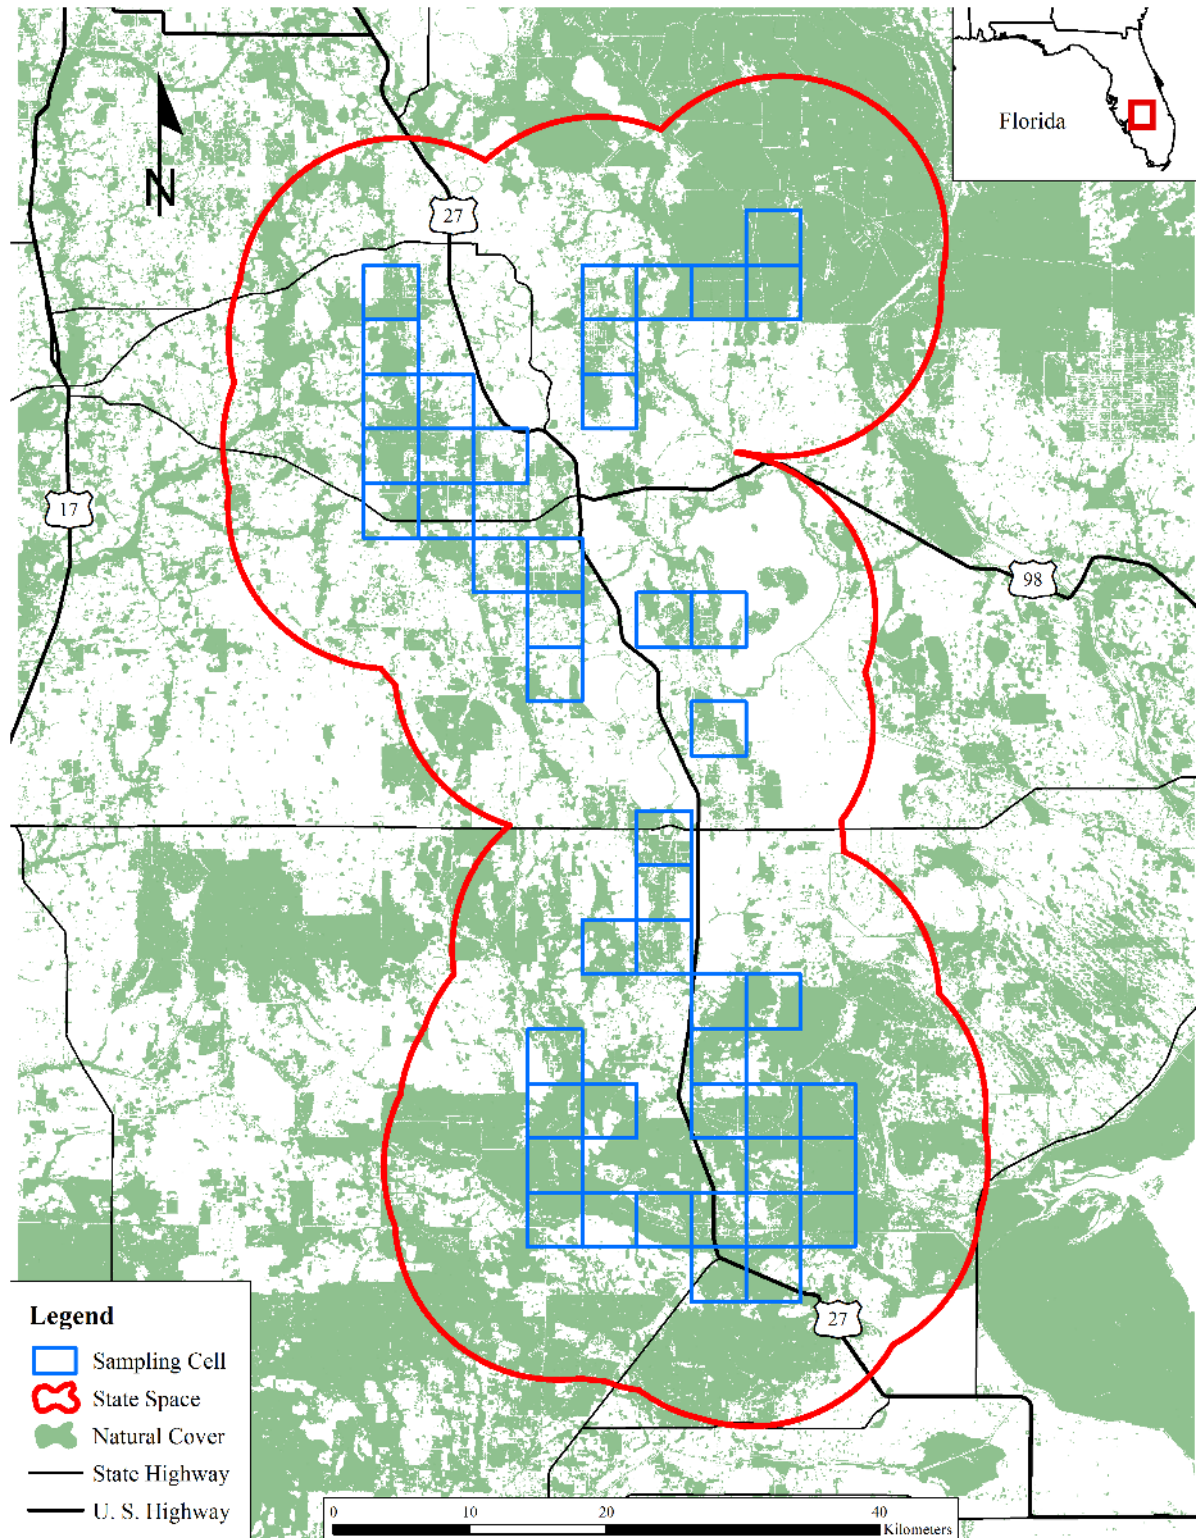 Florida
N
27
17
98
27
Legend
Sampling Cell
State Space
Natural Cover
State Highway
U. S. Highway
0 10 20 40
Kilometers